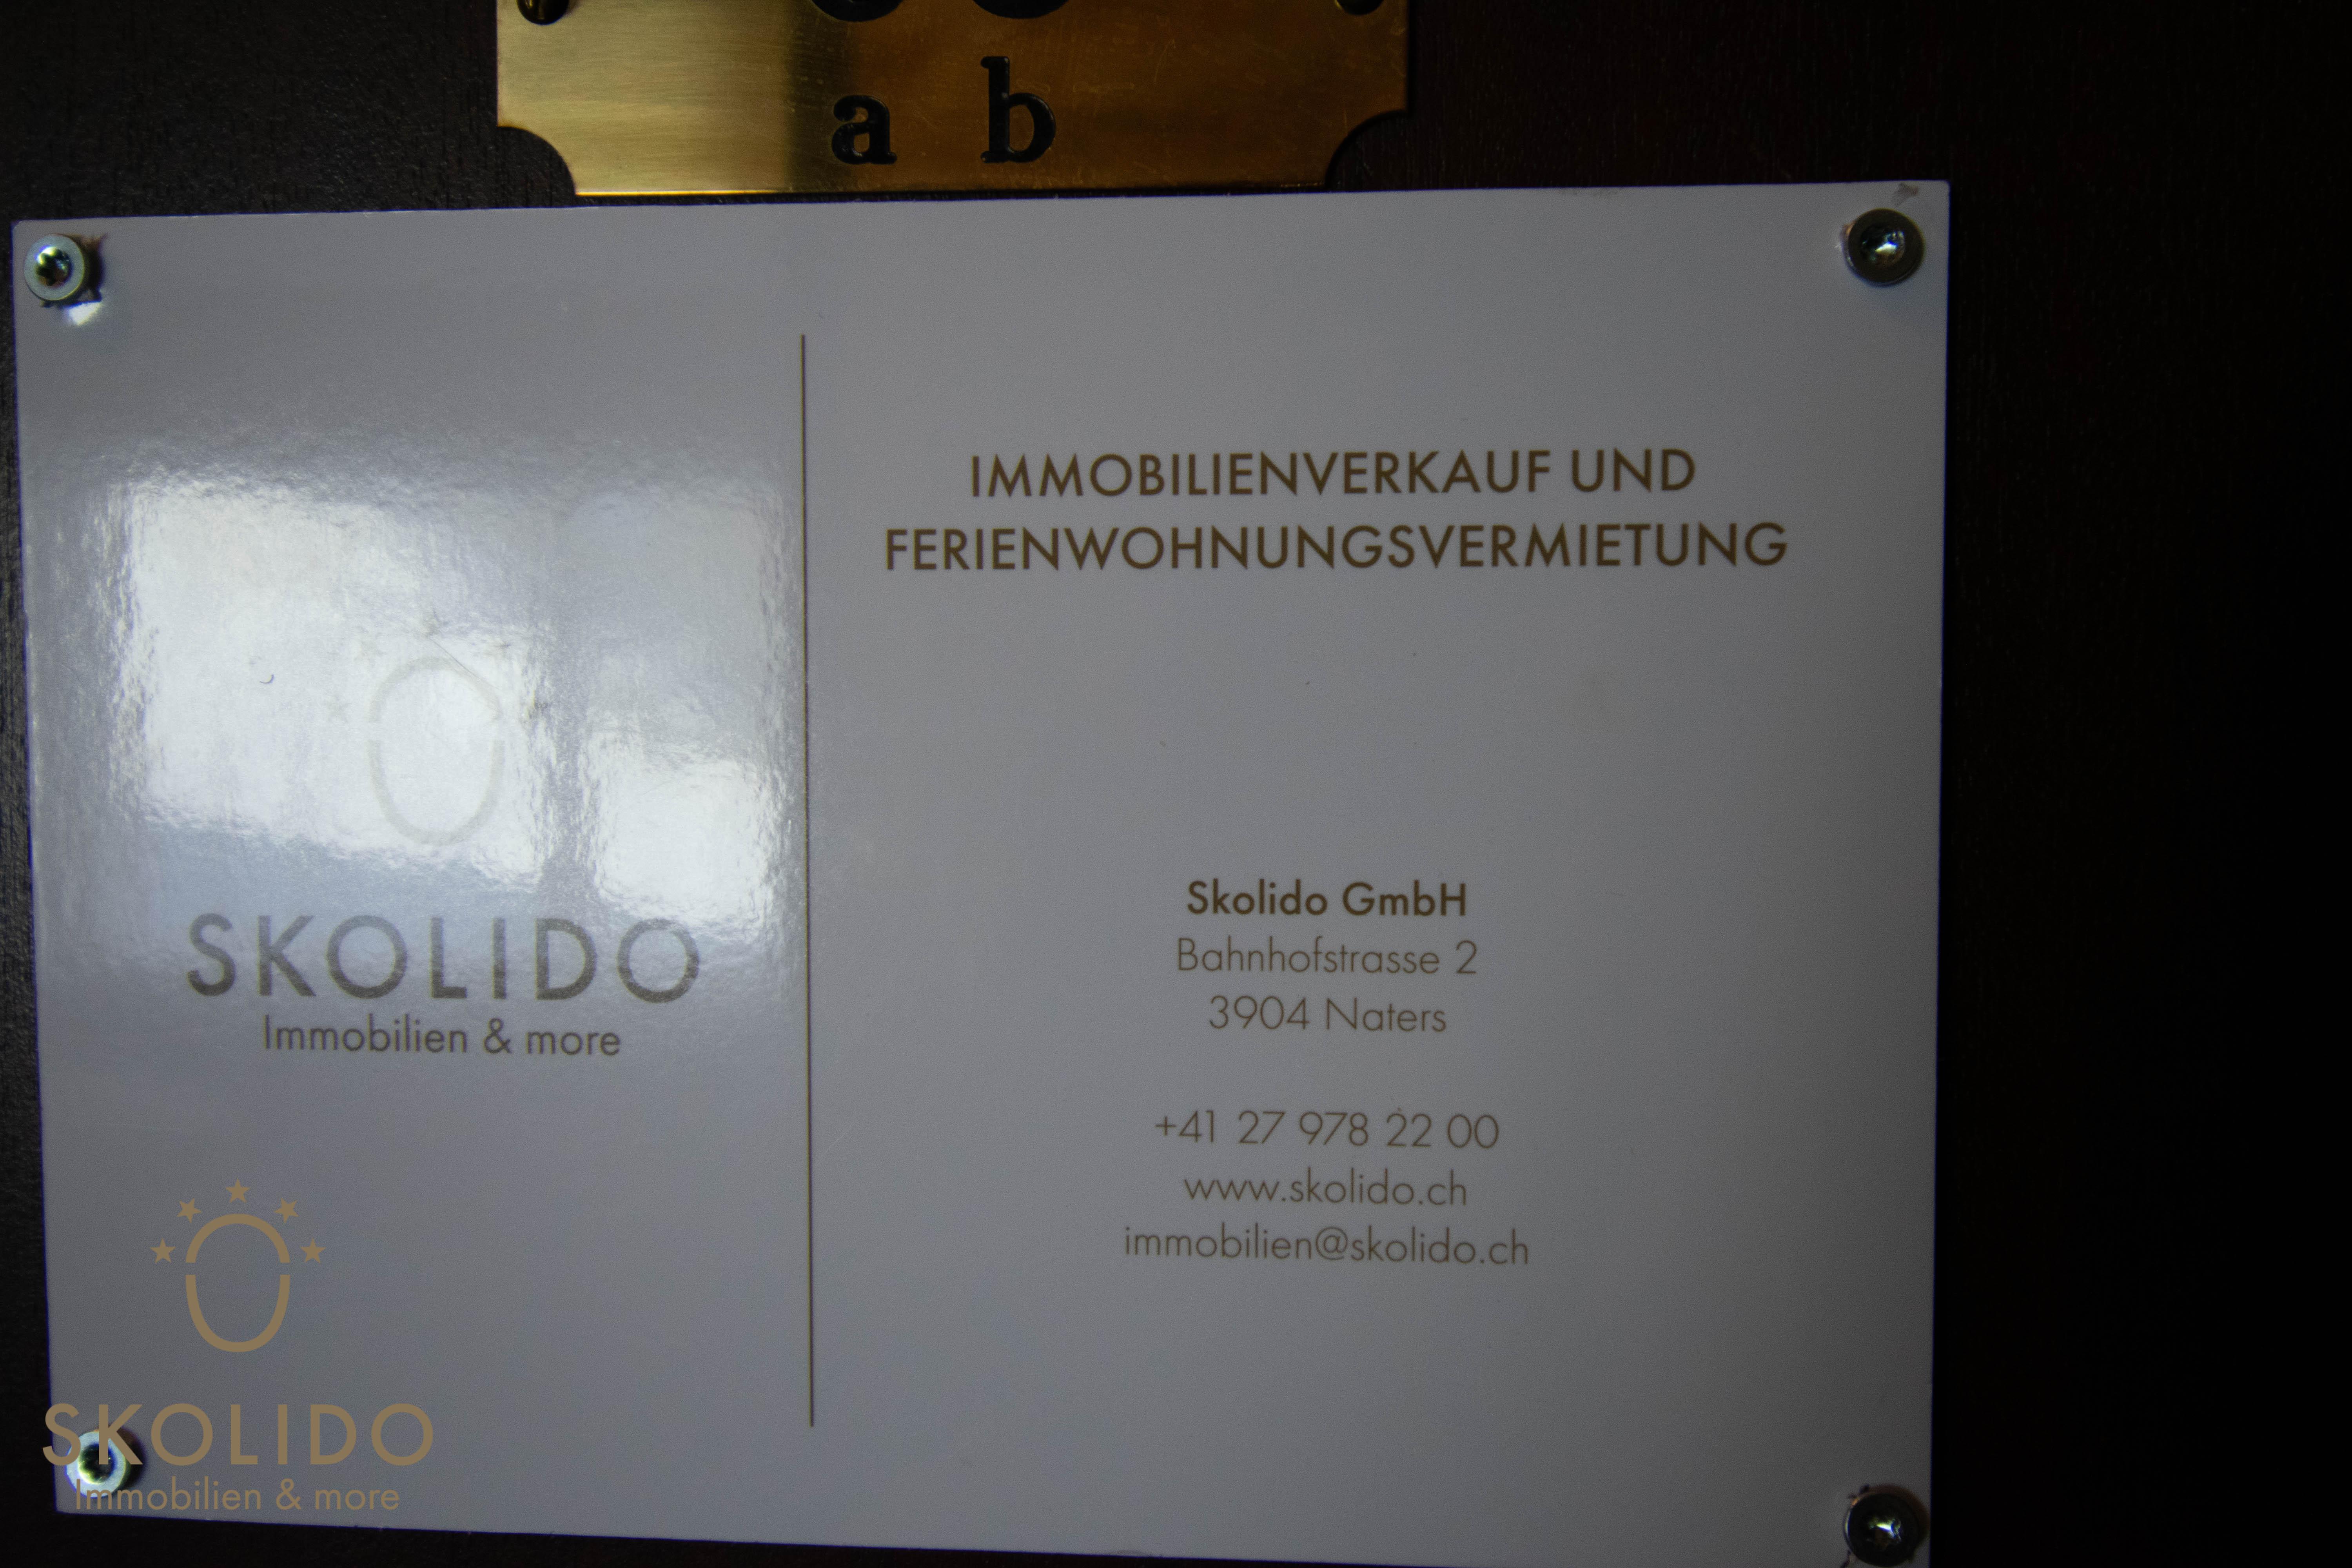 a b
SKOLIDO
Immobilien & more
IMMOBILIENVERKAUF UND
FERIENWOHNUNGSVERMIETUNG
Skolido GmbH
Bahnhofstrasse 2
3904 Naters
+41 27 978 22 00
www.skolido.ch
immobilien@skolido.ch
SKOLIDO
Immobilien & more